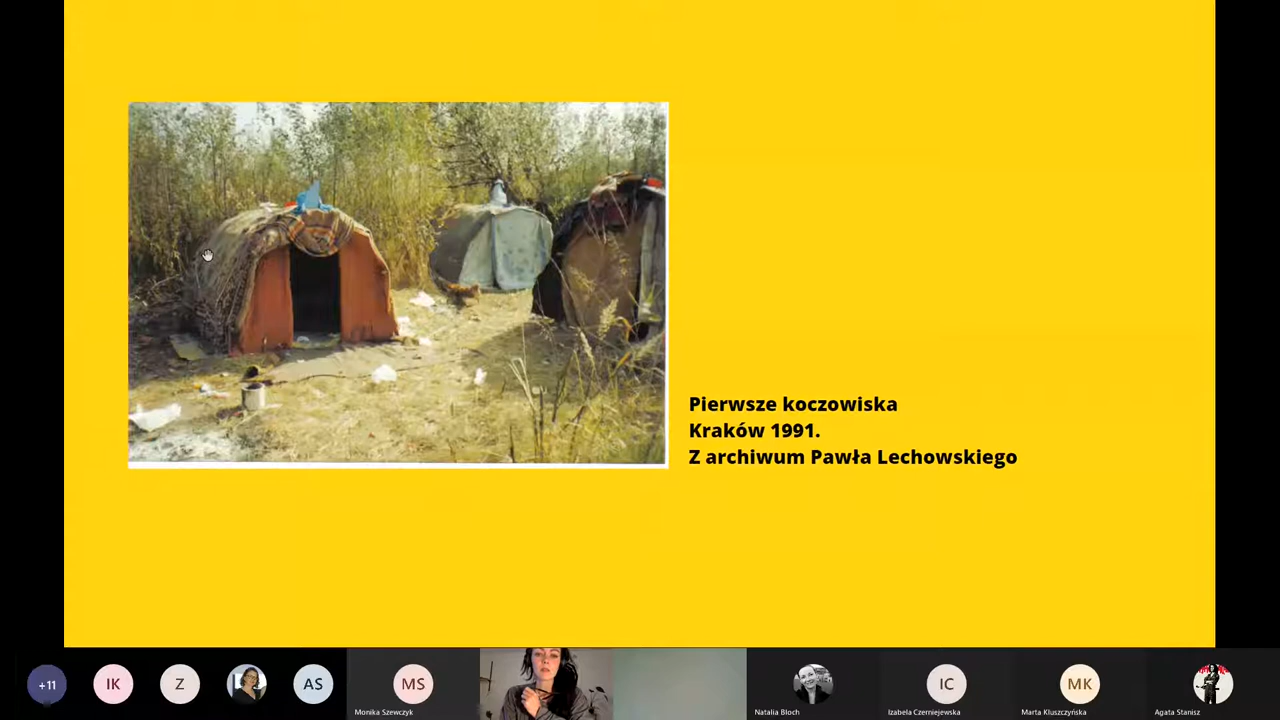 Pierwsze koczowiska
Kraków 1991.
Z archiwum Pawła Lechowskiego
+11
IK
Z
AS
MS
IC
MK
Monika Szewczyk
Natalia Bloch
Izabela Czerniejewska
Marta Kluszczyńska
Agata Stanisz